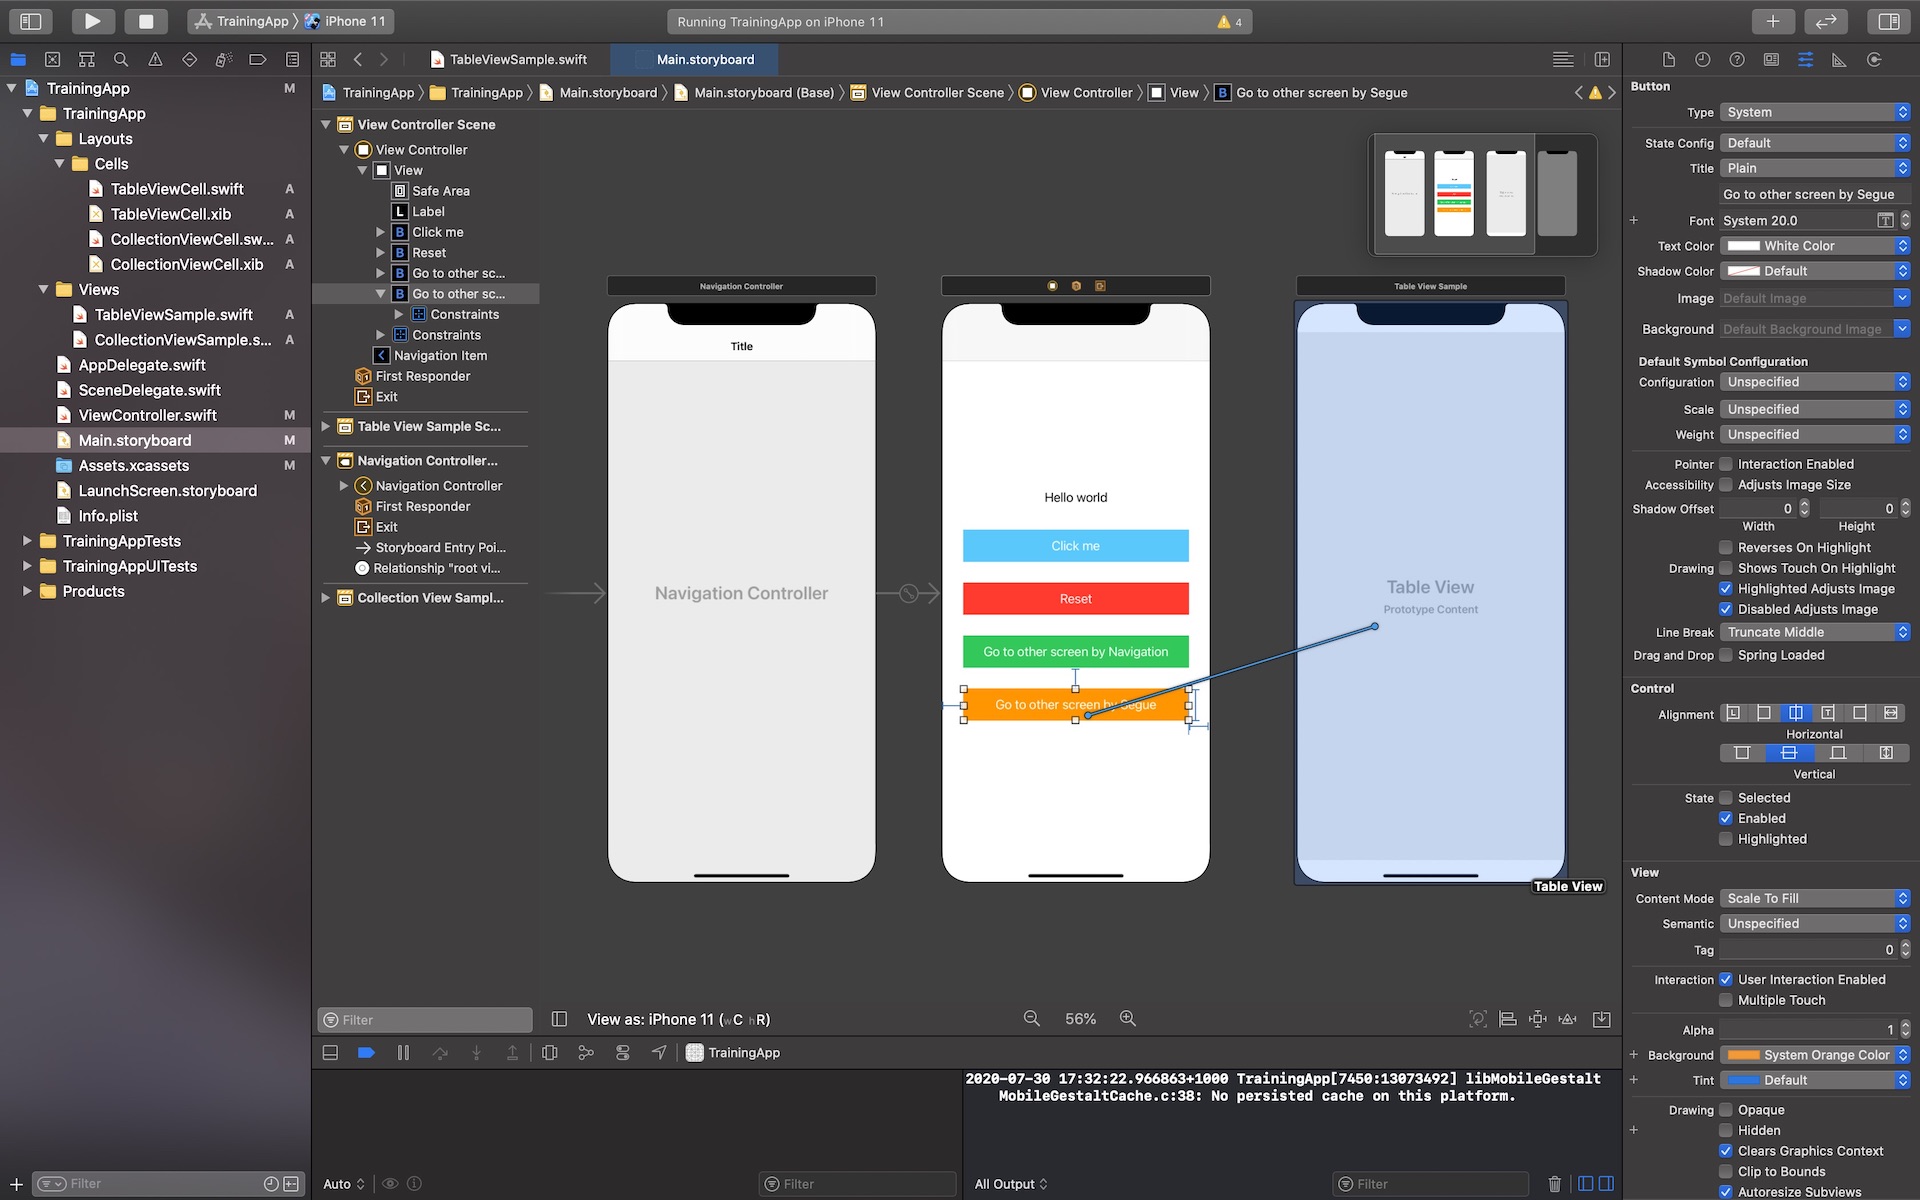 TrainingApp
iPhone 11
Running TrainingApp on iPhone 11
4
TableViewSample.swift
Main.storyboard
TrainingApp
TrainingApp
Main.storyboard
Main.storyboard (Base)
View Controller Scene
View Controller
View
B
Go to other screen by Segue
TrainingApp
M
TrainingApp
Layouts
Cells
TableViewCell.swift
A
TableViewCell.xib
A
CollectionViewCell.sw...
A
CollectionViewCell.xib
A
Views
TableViewSample.swift
A
CollectionViewSample.s...
A
AppDelegate.swift
SceneDelegate.swift
ViewController.swift
M
Main.storyboard
M
Assets.xcassets
M
LaunchScreen.storyboard
Info.plist
TrainingAppTests
TrainingAppUITests
Products
Filter
View Controller Scene
View Controller
View
Safe Area
L Label
B Click me
B Reset
B Go to other sc...
B Go to other sc...
Constraints
Constraints
Navigation Item
First Responder
Exit
Table View Sample Sc...
Navigation Controller...
Navigation Controller
First Responder
Exit
Storyboard Entry Poi...
Relationship "root vi...
Collection View Sampl...
Filter
Navigation Controller
Title
Navigation Controller
Hello world
Click me
Reset
Go to other screen by Navigation
Go to other screen by Segue
Table View Sample
Table View
Prototype Content
Table View
View as: iPhone 11 (wC hR)
56%
TrainingApp
2020-07-30 17:32:22.966863+1000 TrainingApp[7450:13073492] libMobileGestalt
MobileGestaltCache.c:38: No persisted cache on this platform.
Auto
Filter
All Output
Filter
Button
Type System
State Config Default
Title Plain
Go to other screen by Segue
Font System 20.0
Text Color White Color
Shadow Color Default
Image Default Image
Background Default Background Image
Default Symbol Configuration
Configuration Unspecified
Scale Unspecified
Weight Unspecified
Pointer Interaction Enabled
Accessibility Adjusts Image Size
Shadow Offset 0 0
Width Height
Reverses On Highlight
Drawing Shows Touch On Highlight
Highlighted Adjusts Image
Disabled Adjusts Image
Line Break Truncate Middle
Drag and Drop Spring Loaded
Control
Alignment
Horizontal
Vertical
State Selected
Enabled
Highlighted
View
Content Mode Scale To Fill
Semantic Unspecified
Tag 0
Interaction User Interaction Enabled
Multiple Touch
Alpha 1
Background System Orange Color
Tint Default
Drawing Opaque
Hidden
Clears Graphics Context
Clip to Bounds
Autoresize Subviews